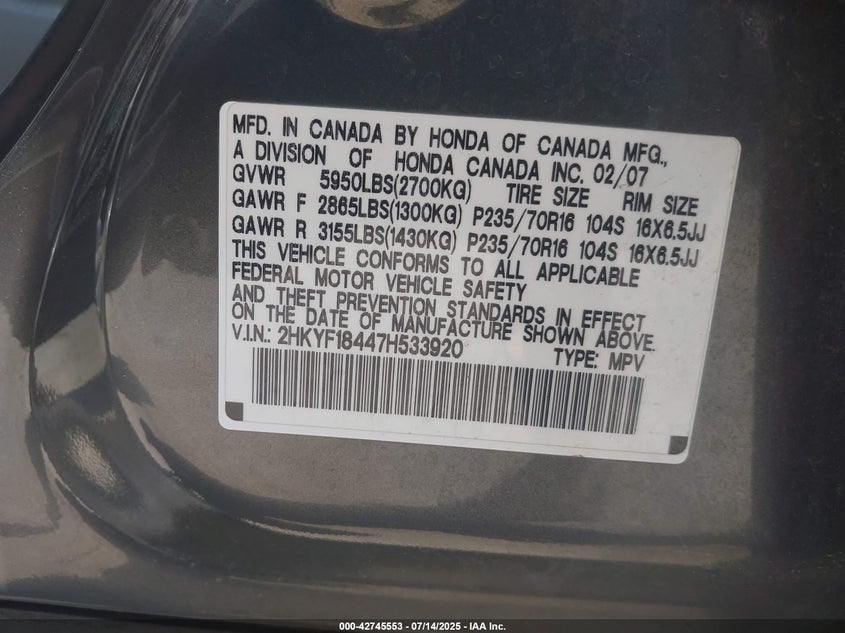 MFD. IN CANADA BY HONDA OF CANADA MFG.,
A DIVISION OF HONDA CANADA INC. 02/07
GVWR 5950LBS(2700KG) TIRE SIZE RIM SIZE
GAWR F 2865LBS(1300KG) P235/70R16 104S 16X6.5JJ
GAWR R 3155LBS(1430KG) P235/70R16 104S 16X6.5JJ
THIS VEHICLE CONFORMS TO ALL APPLICABLE
FEDERAL MOTOR VEHICLE SAFETY
AND THEFT PREVENTION STANDARDS IN EFFECT
ON THE DATE OF MANUFACTURE SHOWN ABOVE.
V.I.N.: 2HKYF18447H533920 TYPE: MPV
000-42745553 / 07/14/2025 - IAA Inc.